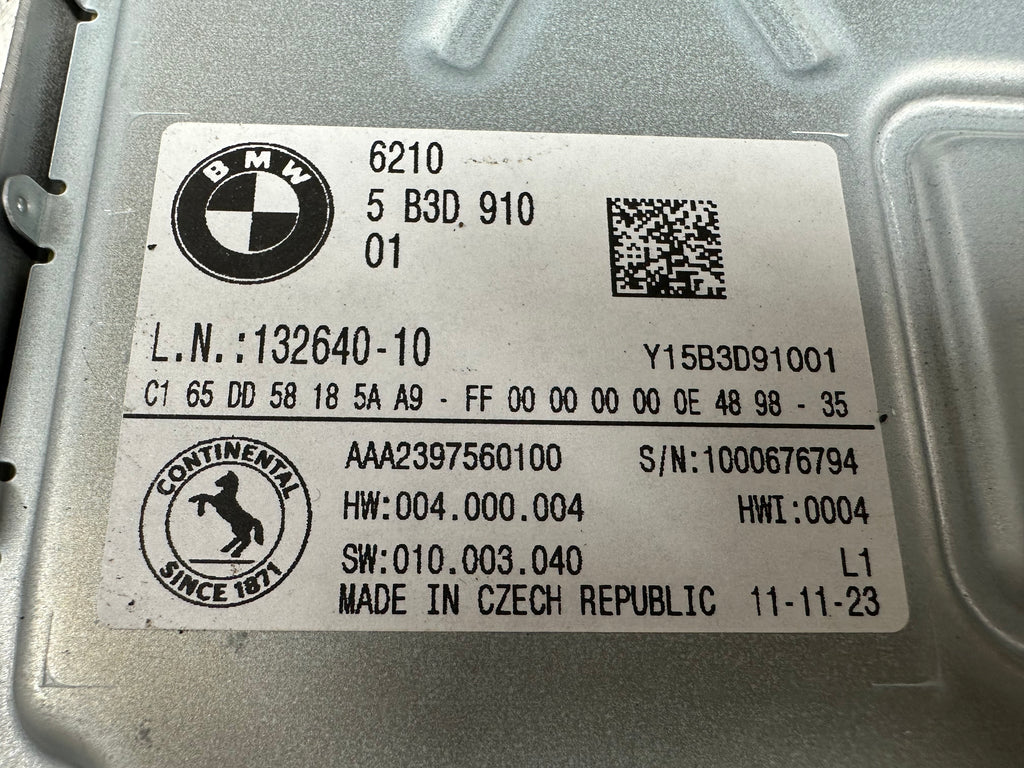 BMW
6210
5 B3D 910
01
L.N.:132640-10
Y15B3D91001
C1 65 DD 58 18 5A A9 - FF 00 00 00 00 0E 48 98 - 35
CONTINENTAL
SINCE 1871
AAA2397560100
S/N:1000676794
HW:004.000.004
HWI:0004
SW:010.003.040
L1
MADE IN CZECH REPUBLIC
11-11-23